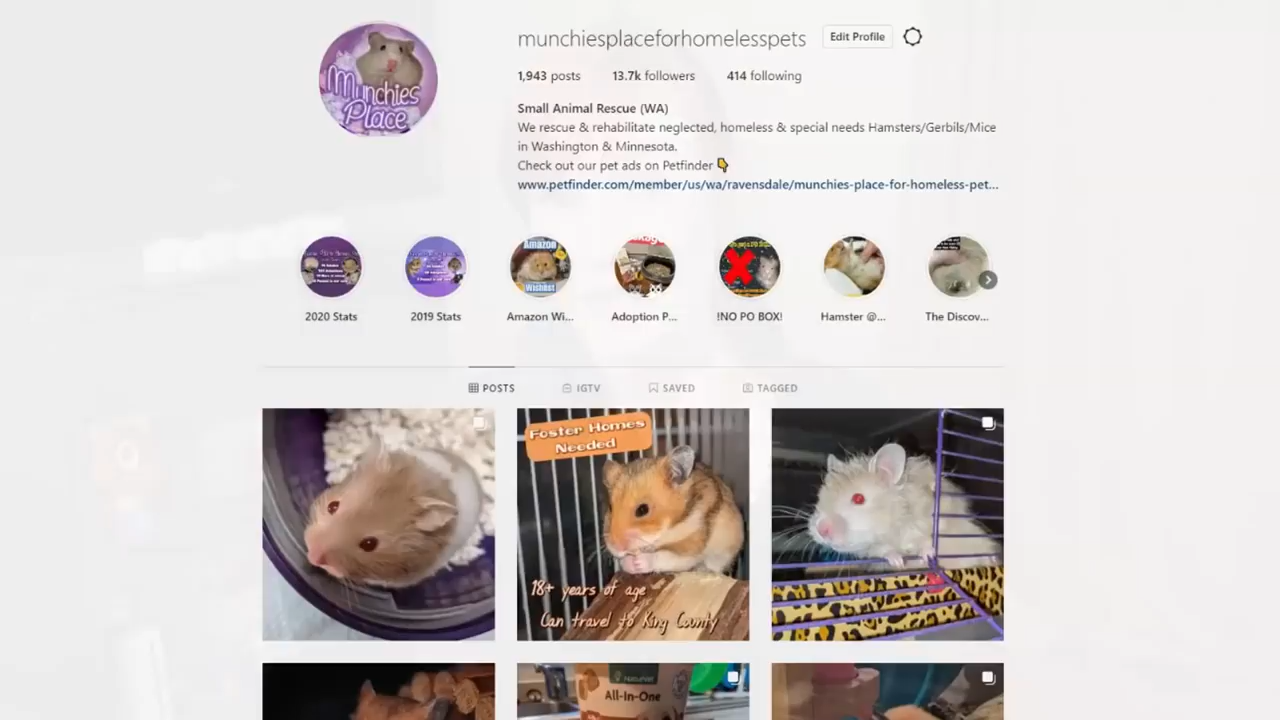 Munchies
Place
munchiesplaceforhomelesspets
Edit Profile
1,943 posts 13.7k followers 414 following
Small Animal Rescue (WA)
We rescue & rehabilitate neglected, homeless & special needs Hamsters/Gerbils/Mice
in Washington & Minnesota.
Check out our pet ads on Petfinder
www.petfinder.com/member/us/wa/ravensdale/munchies-place-for-homeless-pet...
Amazon
Wishlist
2020 Stats 2019 Stats Amazon Wi... Adoption P... !NO PO BOX! Hamster @... The Discov...
POSTS IGTV SAVED TAGGED
Foster Homes
Needed
18+ years of age
Can travel to King County
All-In-One